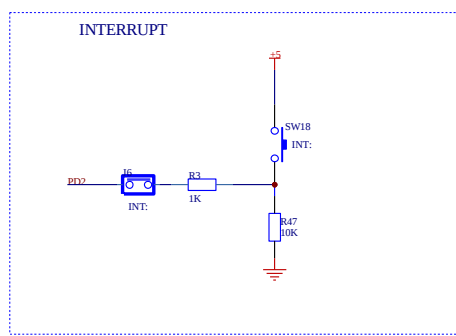 INTERRUPT
+5
SW18
INT:
PD2
J6
R3
1K
INT:
R47
10K